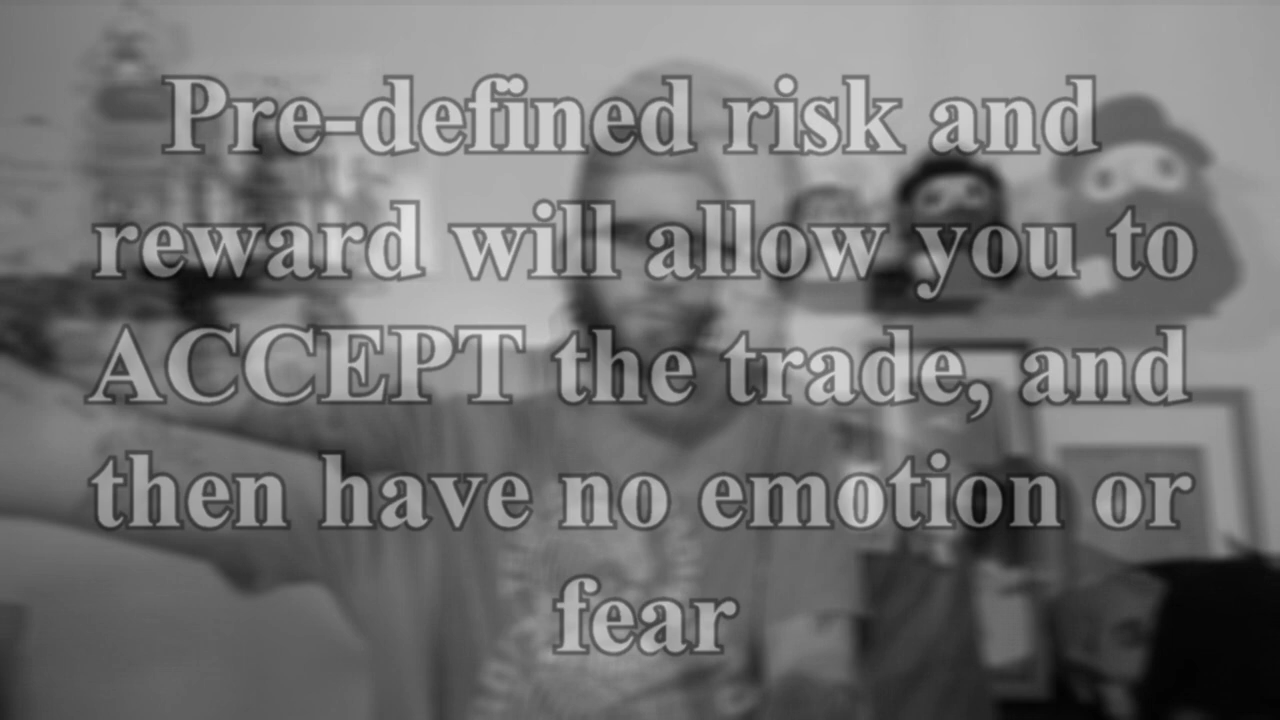 Pre-defined risk and
reward will allow you to
ACCEPT the trade, and
then have no emotion or
fear